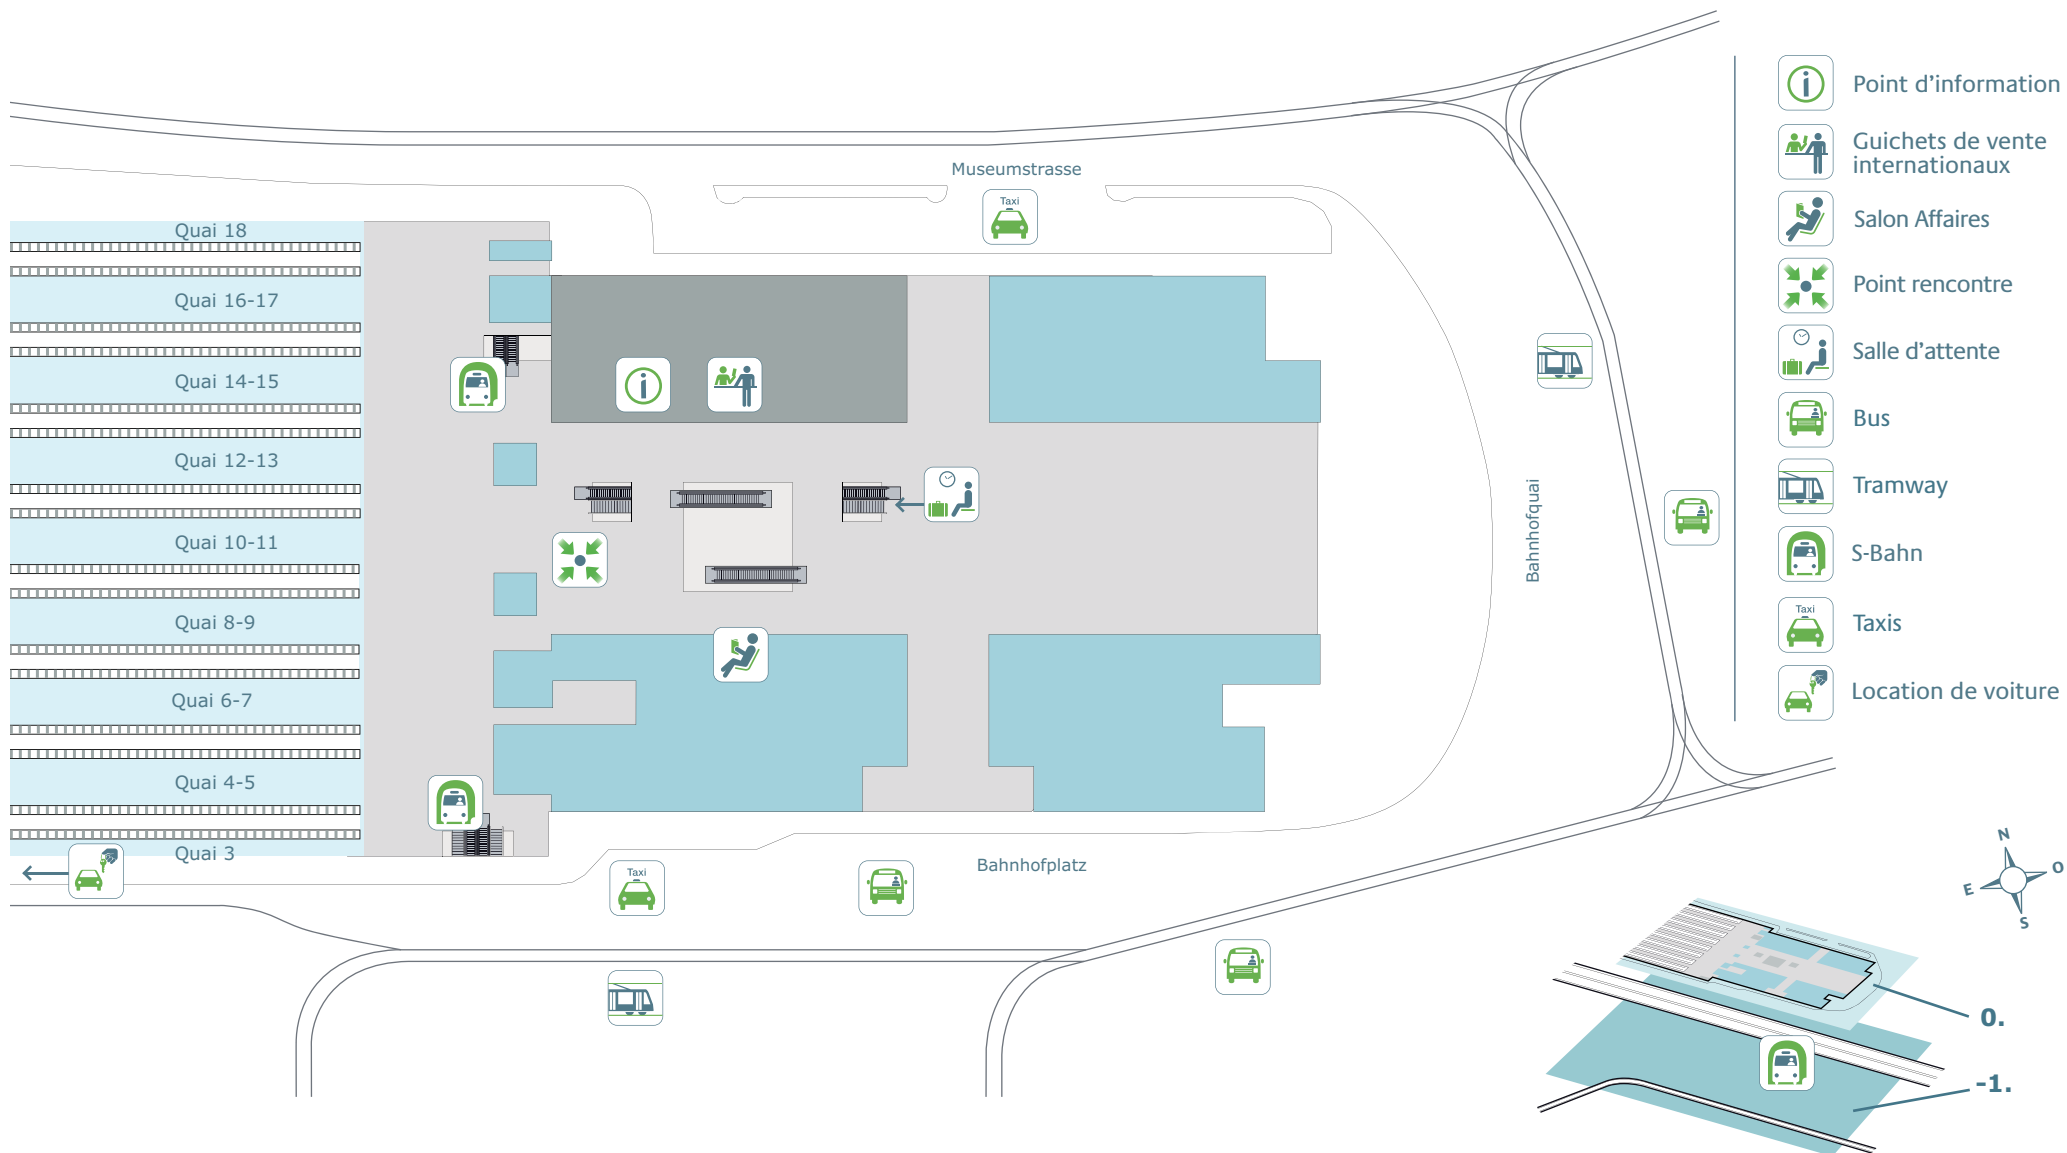 Museumstrasse
Taxi
Quai 18
Quai 16-17
Quai 14-15
Quai 12-13
Quai 10-11
Quai 8-9
Quai 6-7
Quai 4-5
Quai 3
Bahnhofquai
Taxi
Bahnhofplatz
Point d'information
Guichets de vente
internationaux
Salon Affaires
Point rencontre
Salle d'attente
Bus
Tramway
S-Bahn
Taxi
Taxis
Location de voiture
N
O
E
S
0.
-1.